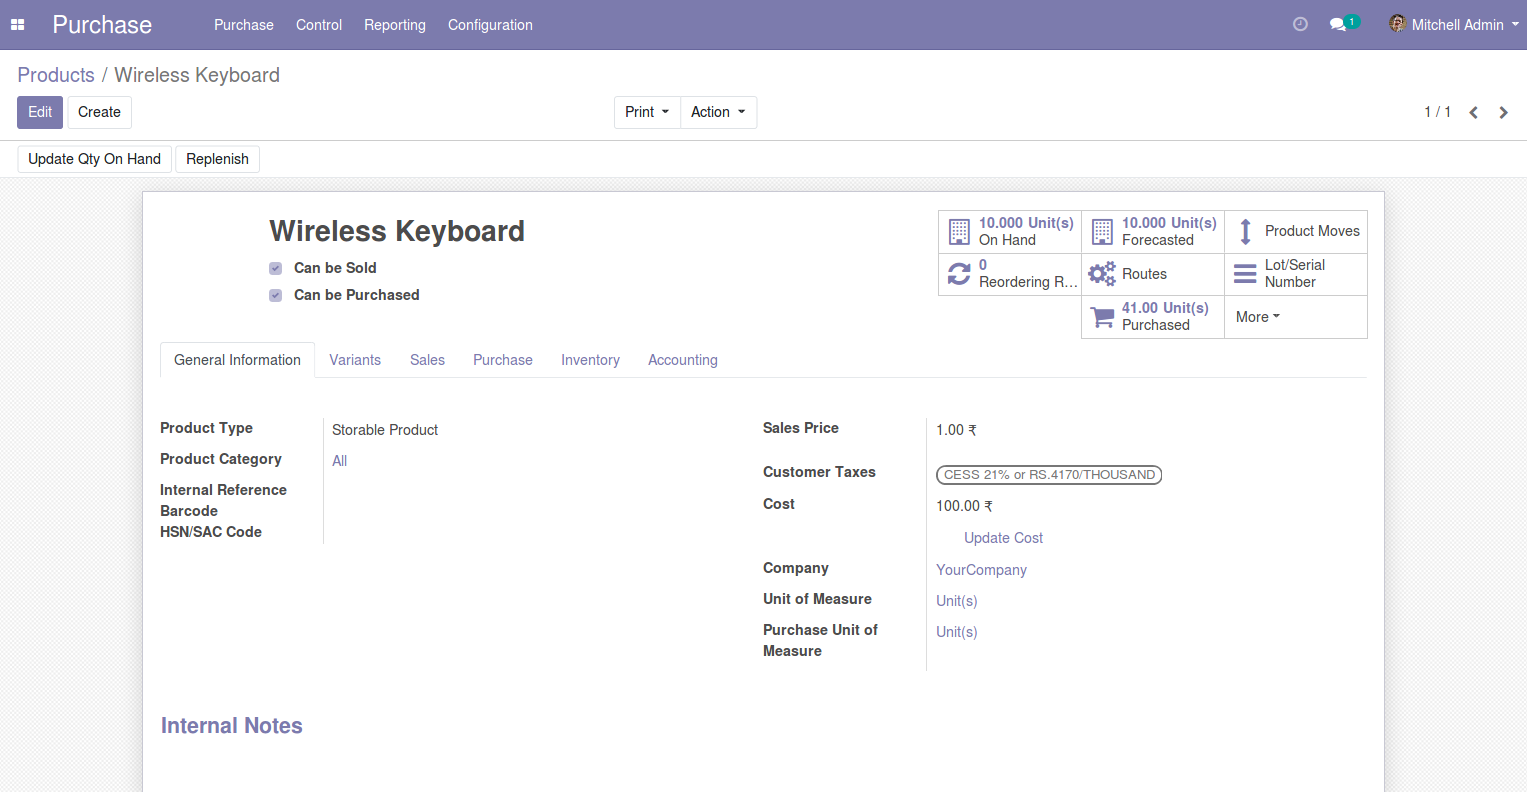 Purchase
Purchase Control Reporting Configuration
1
Mitchell Admin
Products / Wireless Keyboard
Edit Create
Print Action
1 / 1
Update Qty On Hand Replenish
Wireless Keyboard
Can be Sold
Can be Purchased
10.000 Unit(s)
On Hand
10.000 Unit(s)
Forecasted
Product Moves
0
Reordering R...
Routes
Lot/Serial
Number
41.00 Unit(s)
Purchased
More
General Information Variants Sales Purchase Inventory Accounting
Product Type Storable Product
Product Category All
Internal Reference
Barcode
HSN/SAC Code
Sales Price 1.00 ₹
Customer Taxes CESS 21% or RS.4170/THOUSAND
Cost 100.00 ₹
Update Cost
Company YourCompany
Unit of Measure Unit(s)
Purchase Unit of Unit(s)
Measure
Internal Notes